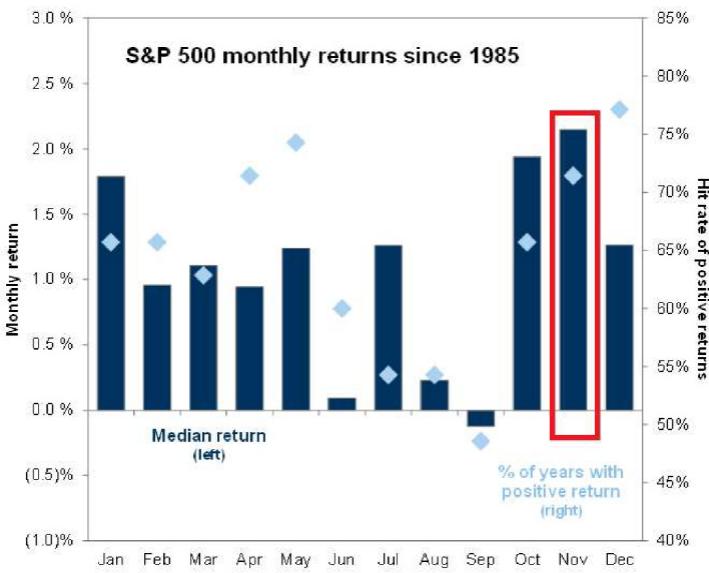 S&P 500 monthly returns since 1985
3.0 %
2.5 %
2.0 %
1.5 %
1.0 %
0.5 %
0.0 %
(0.5)%
(1.0)%
Monthly return
85%
80%
75%
70%
65%
60%
55%
50%
45%
40%
Hit rate of positive
returns
Median return
(left)
% of years with
positive return
(right)
Jan Feb Mar Apr May Jun Jul Aug Sep Oct Nov Dec